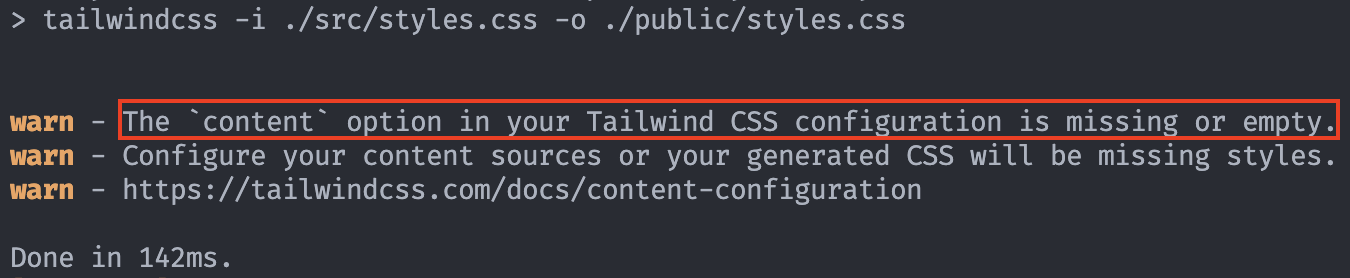 > tailwindcss -i ./src/styles.css -o ./public/styles.css
warn - The `content` option in your Tailwind CSS configuration is missing or empty.
warn - Configure your content sources or your generated CSS will be missing styles.
warn - https://tailwindcss.com/docs/content-configuration
Done in 142ms.